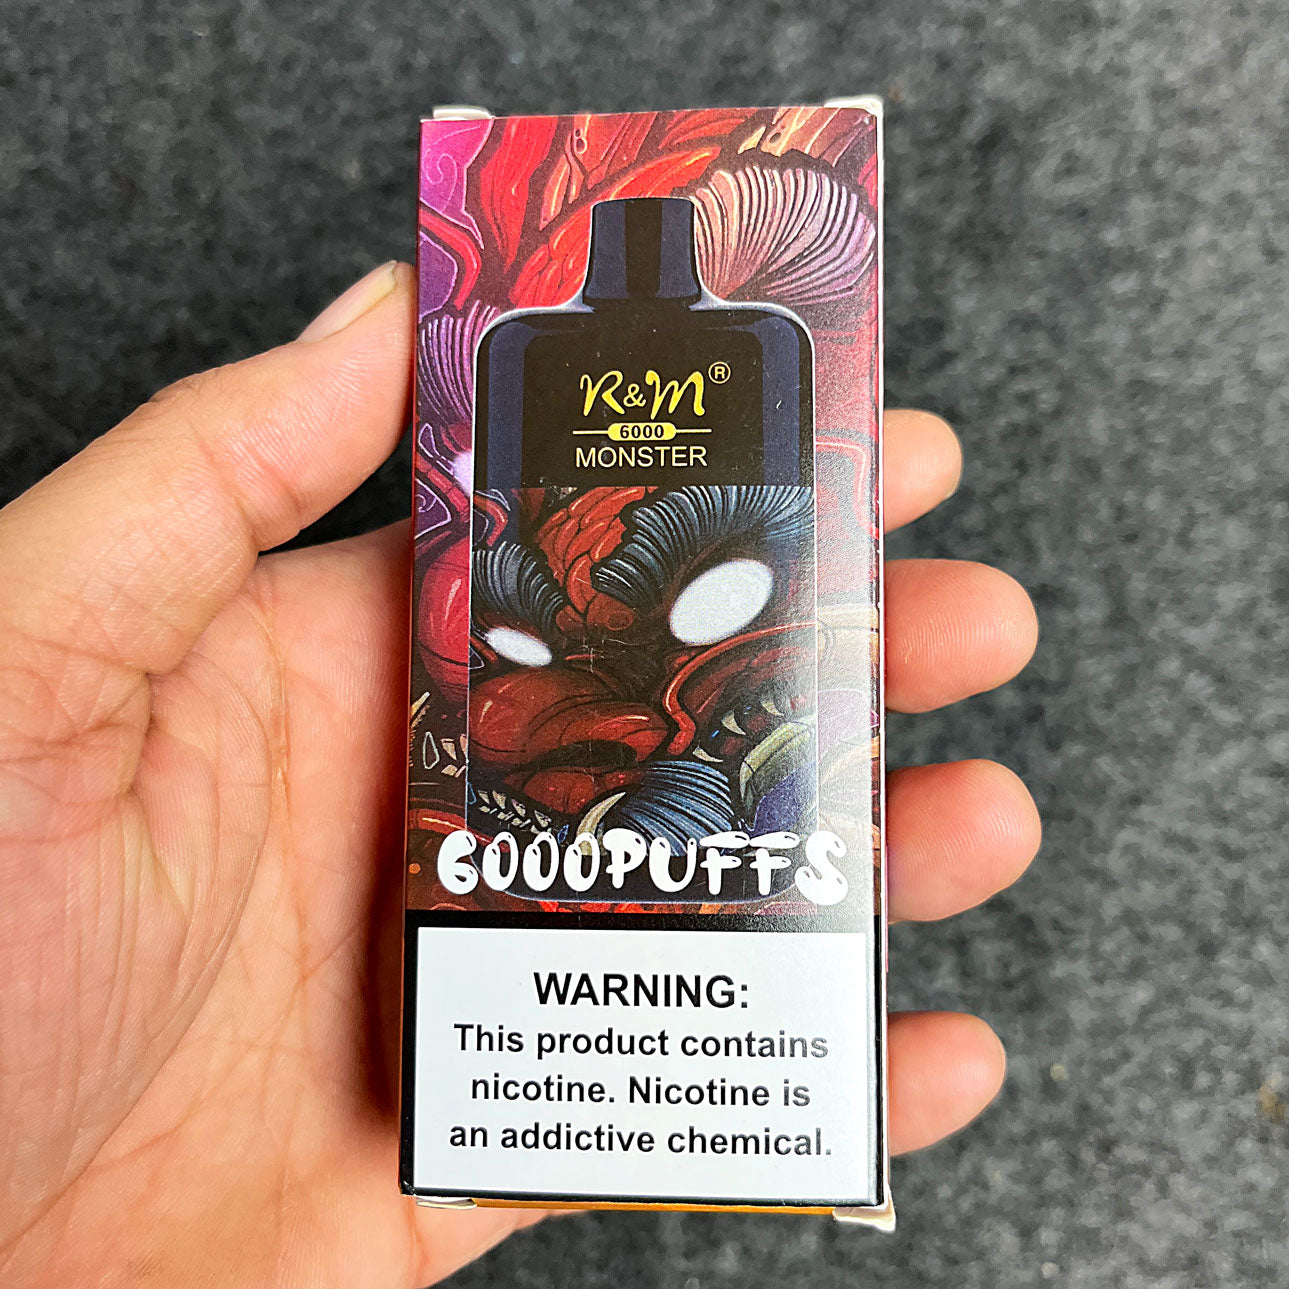 R&M®
6000
MONSTER
6000PUFFS
WARNING:
This product contains
nicotine. Nicotine is
an addictive chemical.